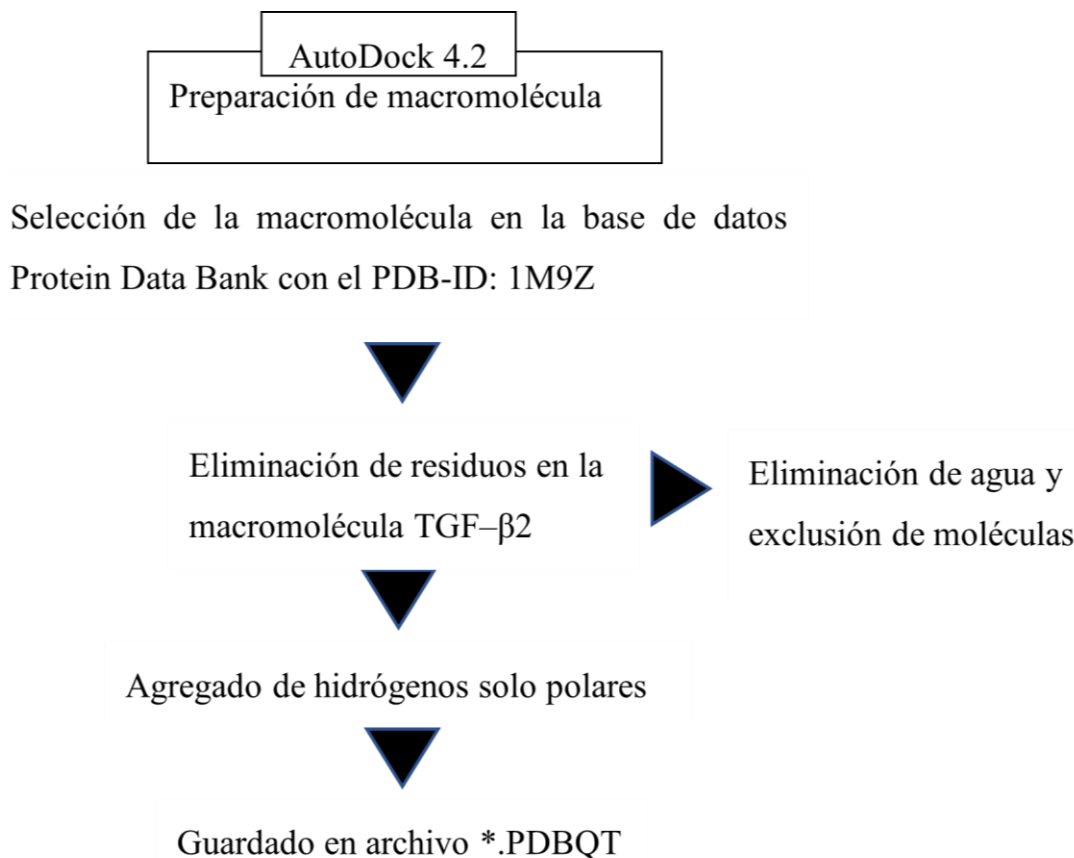 AutoDock 4.2
Preparación de macromolécula
Selección de la macromolécula en la base de datos
Protein Data Bank con el PDB-ID: 1M9Z
Eliminación de residuos en la
macromolécula TGF–β2
Eliminación de agua y
exclusión de moléculas
Agregado de hidrógenos solo polares
Guardado en archivo *.PDBQT